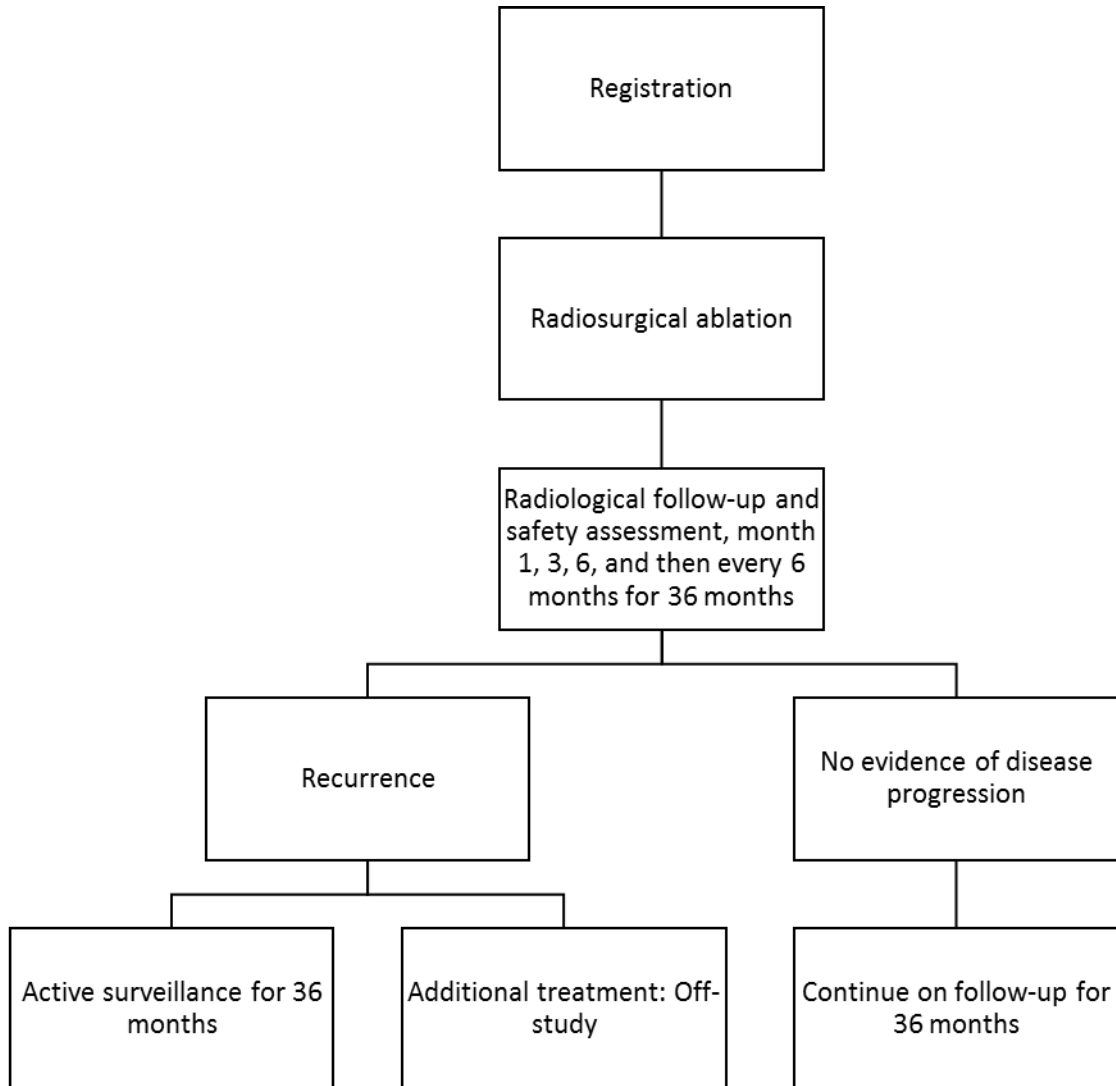 Registration
Radiosurgical ablation
Radiological follow-up and
safety assessment, month
1, 3, 6, and then every 6
months for 36 months
Recurrence
No evidence of disease
progression
Active surveillance for 36
months
Additional treatment: Off-
study
Continue on follow-up for
36 months